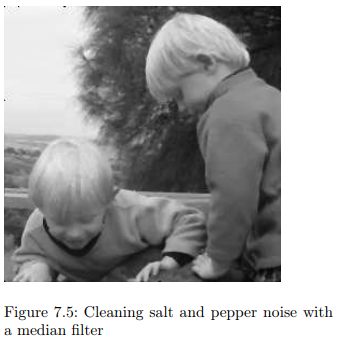 Figure 7.5: Cleaning salt and pepper noise with
a median filter